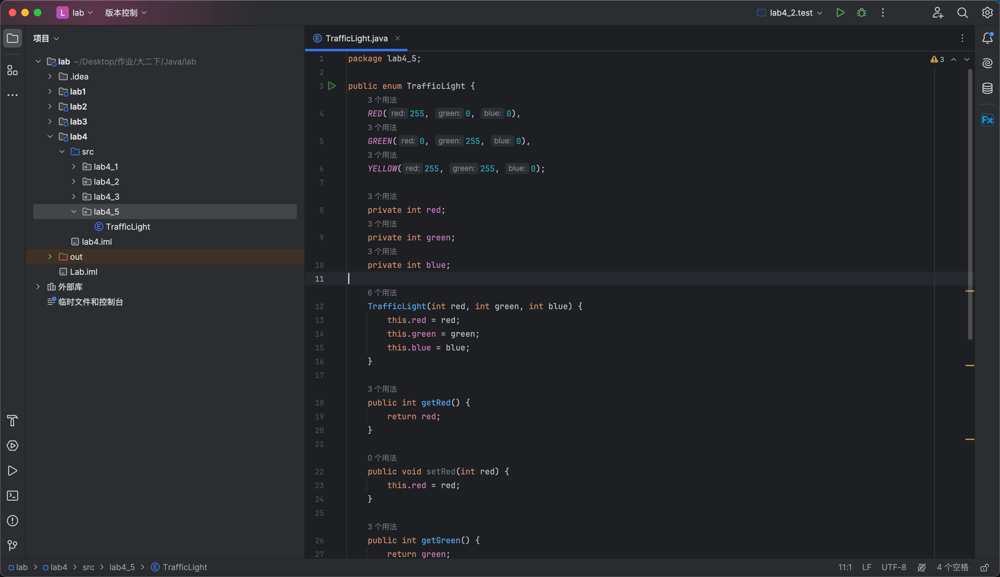 L lab 版本控制 lab4_2.test
项目
lab ~/Desktop/作业/大二下/Java/lab
.idea
lab1
lab2
lab3
lab4
src
lab4_1
lab4_2
lab4_3
lab4_5
E TrafficLight
lab4.iml
out
Lab.iml
外部库
临时文件和控制台
E TrafficLight.java
3
Fx
1 package lab4_5;
2
3 public enum TrafficLight {
3 个用法
4 RED( red: 255, green: 0, blue: 0),
3 个用法
5 GREEN( red: 0, green: 255, blue: 0),
3 个用法
6 YELLOW( red: 255, green: 255, blue: 0);
7
3 个用法
8 private int red;
3 个用法
9 private int green;
3 个用法
10 private int blue;
11
6 个用法
12 TrafficLight(int red, int green, int blue) {
13 this.red = red;
14 this.green = green;
15 this.blue = blue;
16 }
17
3 个用法
18 public int getRed() {
19 return red;
20 }
21
0 个用法
22 public void setRed(int red) {
23 this.red = red;
24 }
25
3 个用法
26 public int getGreen() {
27 return green;
lab > lab4 > src > lab4_5 > E TrafficLight 11:1 LF UTF-8 4 个空格